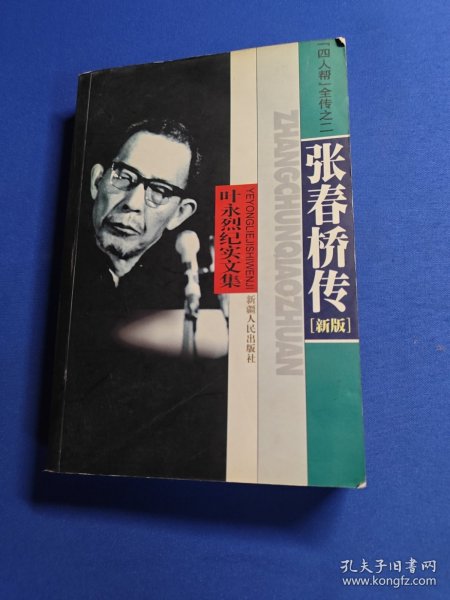 「四人帮」全传之二
张春桥传
［新版］
ZHANGCHUNQIAOZHUAN
YEYONGLIEJISHIWENJI
叶永烈纪实文集
新疆人民出版社
孔夫子旧书网
www.kongfz.com